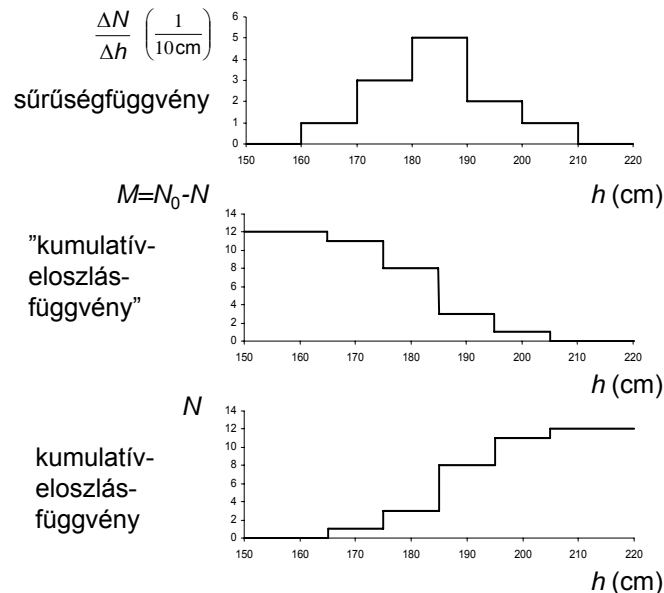 ΔN/Δh (1/10 cm)
sűrűségfüggvény
6
5
4
3
2
1
0
150 160 170 180 190 200 210 220
h (cm)
M=N₀-N
”kumulatív-
eloszlás-
függvény”
14
12
10
8
6
4
2
0
150 160 170 180 190 200 210 220
h (cm)
N
kumulatív-
eloszlás-
függvény
14
12
10
8
6
4
2
0
150 160 170 180 190 200 210 220
h (cm)